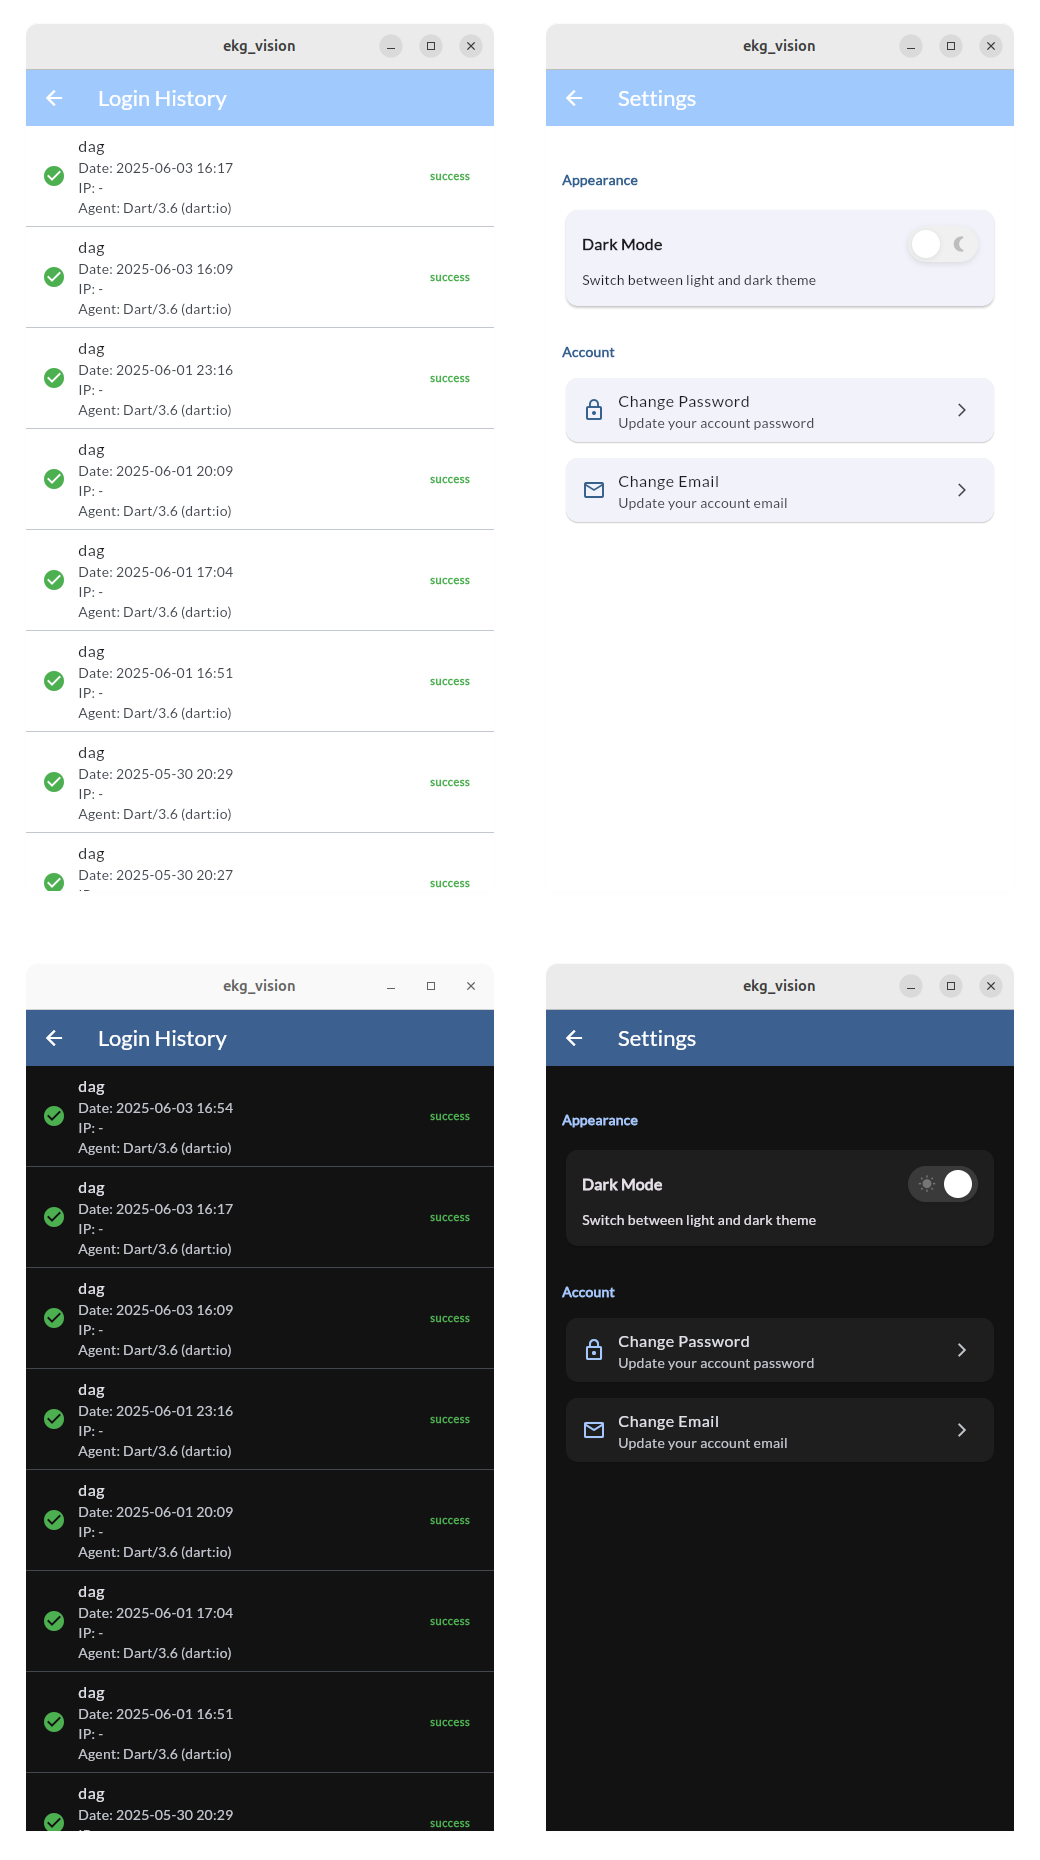 ekg_vision
Login History
dag
Date: 2025-06-03 16:17
IP: -
Agent: Dart/3.6 (dart:io)
success
dag
Date: 2025-06-03 16:09
IP: -
Agent: Dart/3.6 (dart:io)
success
dag
Date: 2025-06-01 23:16
IP: -
Agent: Dart/3.6 (dart:io)
success
dag
Date: 2025-06-01 20:09
IP: -
Agent: Dart/3.6 (dart:io)
success
dag
Date: 2025-06-01 17:04
IP: -
Agent: Dart/3.6 (dart:io)
success
dag
Date: 2025-06-01 16:51
IP: -
Agent: Dart/3.6 (dart:io)
success
dag
Date: 2025-05-30 20:29
IP: -
Agent: Dart/3.6 (dart:io)
success
dag
Date: 2025-05-30 20:27
success
ekg_vision
Settings
Appearance
Dark Mode
Switch between light and dark theme
Account
Change Password
Update your account password
Change Email
Update your account email
ekg_vision
Login History
dag
Date: 2025-06-03 16:54
IP: -
Agent: Dart/3.6 (dart:io)
success
dag
Date: 2025-06-03 16:17
IP: -
Agent: Dart/3.6 (dart:io)
success
dag
Date: 2025-06-03 16:09
IP: -
Agent: Dart/3.6 (dart:io)
success
dag
Date: 2025-06-01 23:16
IP: -
Agent: Dart/3.6 (dart:io)
success
dag
Date: 2025-06-01 20:09
IP: -
Agent: Dart/3.6 (dart:io)
success
dag
Date: 2025-06-01 17:04
IP: -
Agent: Dart/3.6 (dart:io)
success
dag
Date: 2025-06-01 16:51
IP: -
Agent: Dart/3.6 (dart:io)
success
dag
Date: 2025-05-30 20:29
success
ekg_vision
Settings
Appearance
Dark Mode
Switch between light and dark theme
Account
Change Password
Update your account password
Change Email
Update your account email